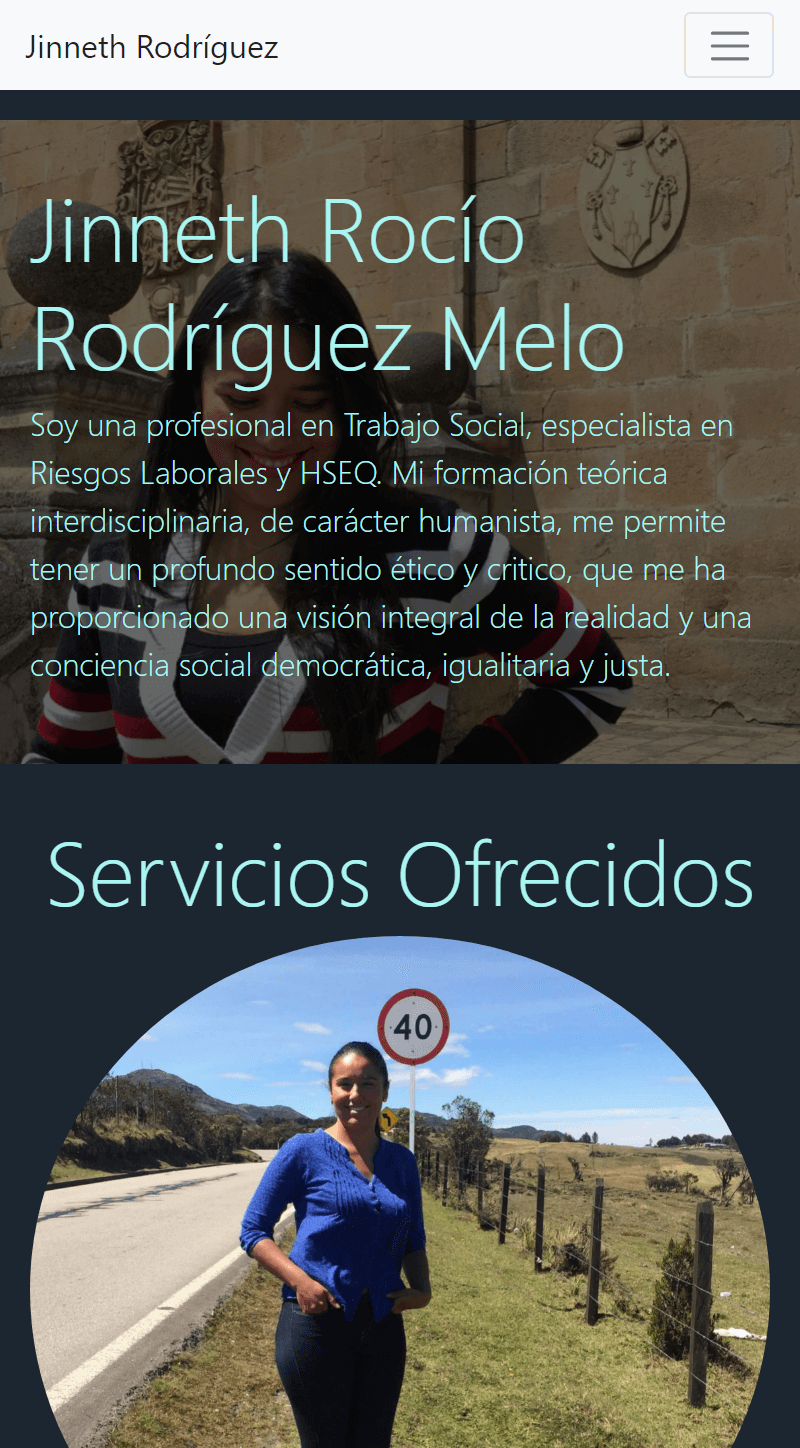 Jinneth Rodríguez
Jinneth Rocío
Rodríguez Melo
Soy una profesional en Trabajo Social, especialista en
Riesgos Laborales y HSEQ. Mi formación teórica
interdisciplinaria, de carácter humanista, me permite
tener un profundo sentido ético y critico, que me ha
proporcionado una visión integral de la realidad y una
conciencia social democrática, igualitaria y justa.
Servicios Ofrecidos
40